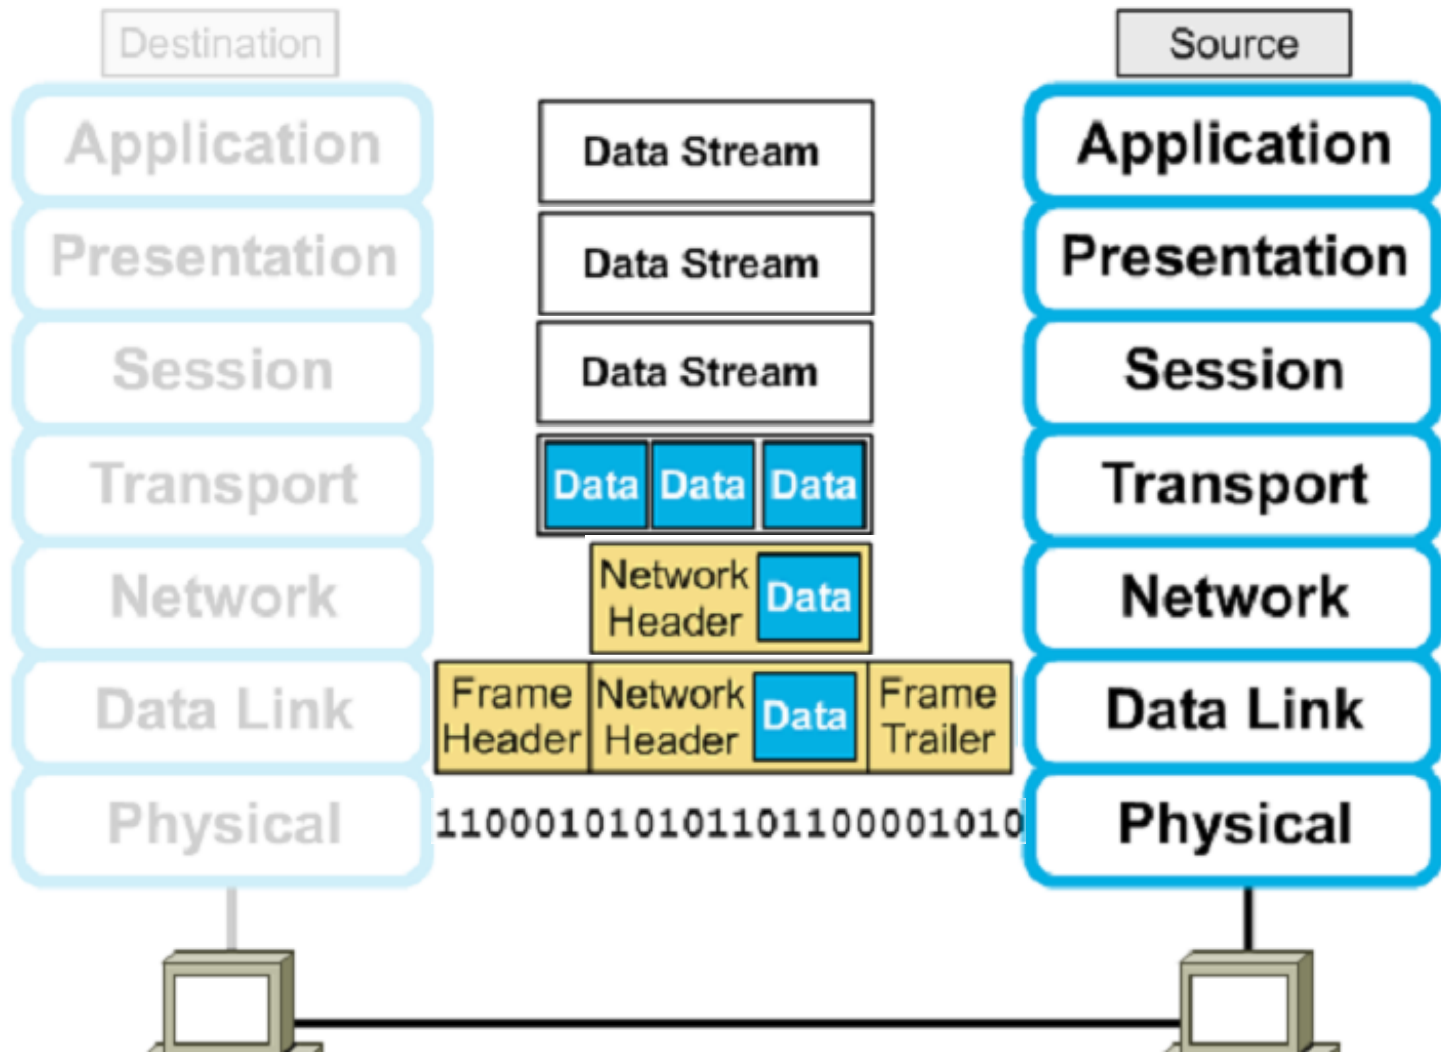 Destination
Source
Application
Data Stream
Application
Presentation
Data Stream
Presentation
Session
Data Stream
Session
Transport
Data Data Data
Transport
Network
Network
Header
Data
Network
Data Link
Frame
Header
Network
Header
Data
Frame
Trailer
Data Link
Physical
110001010101101100001010
Physical